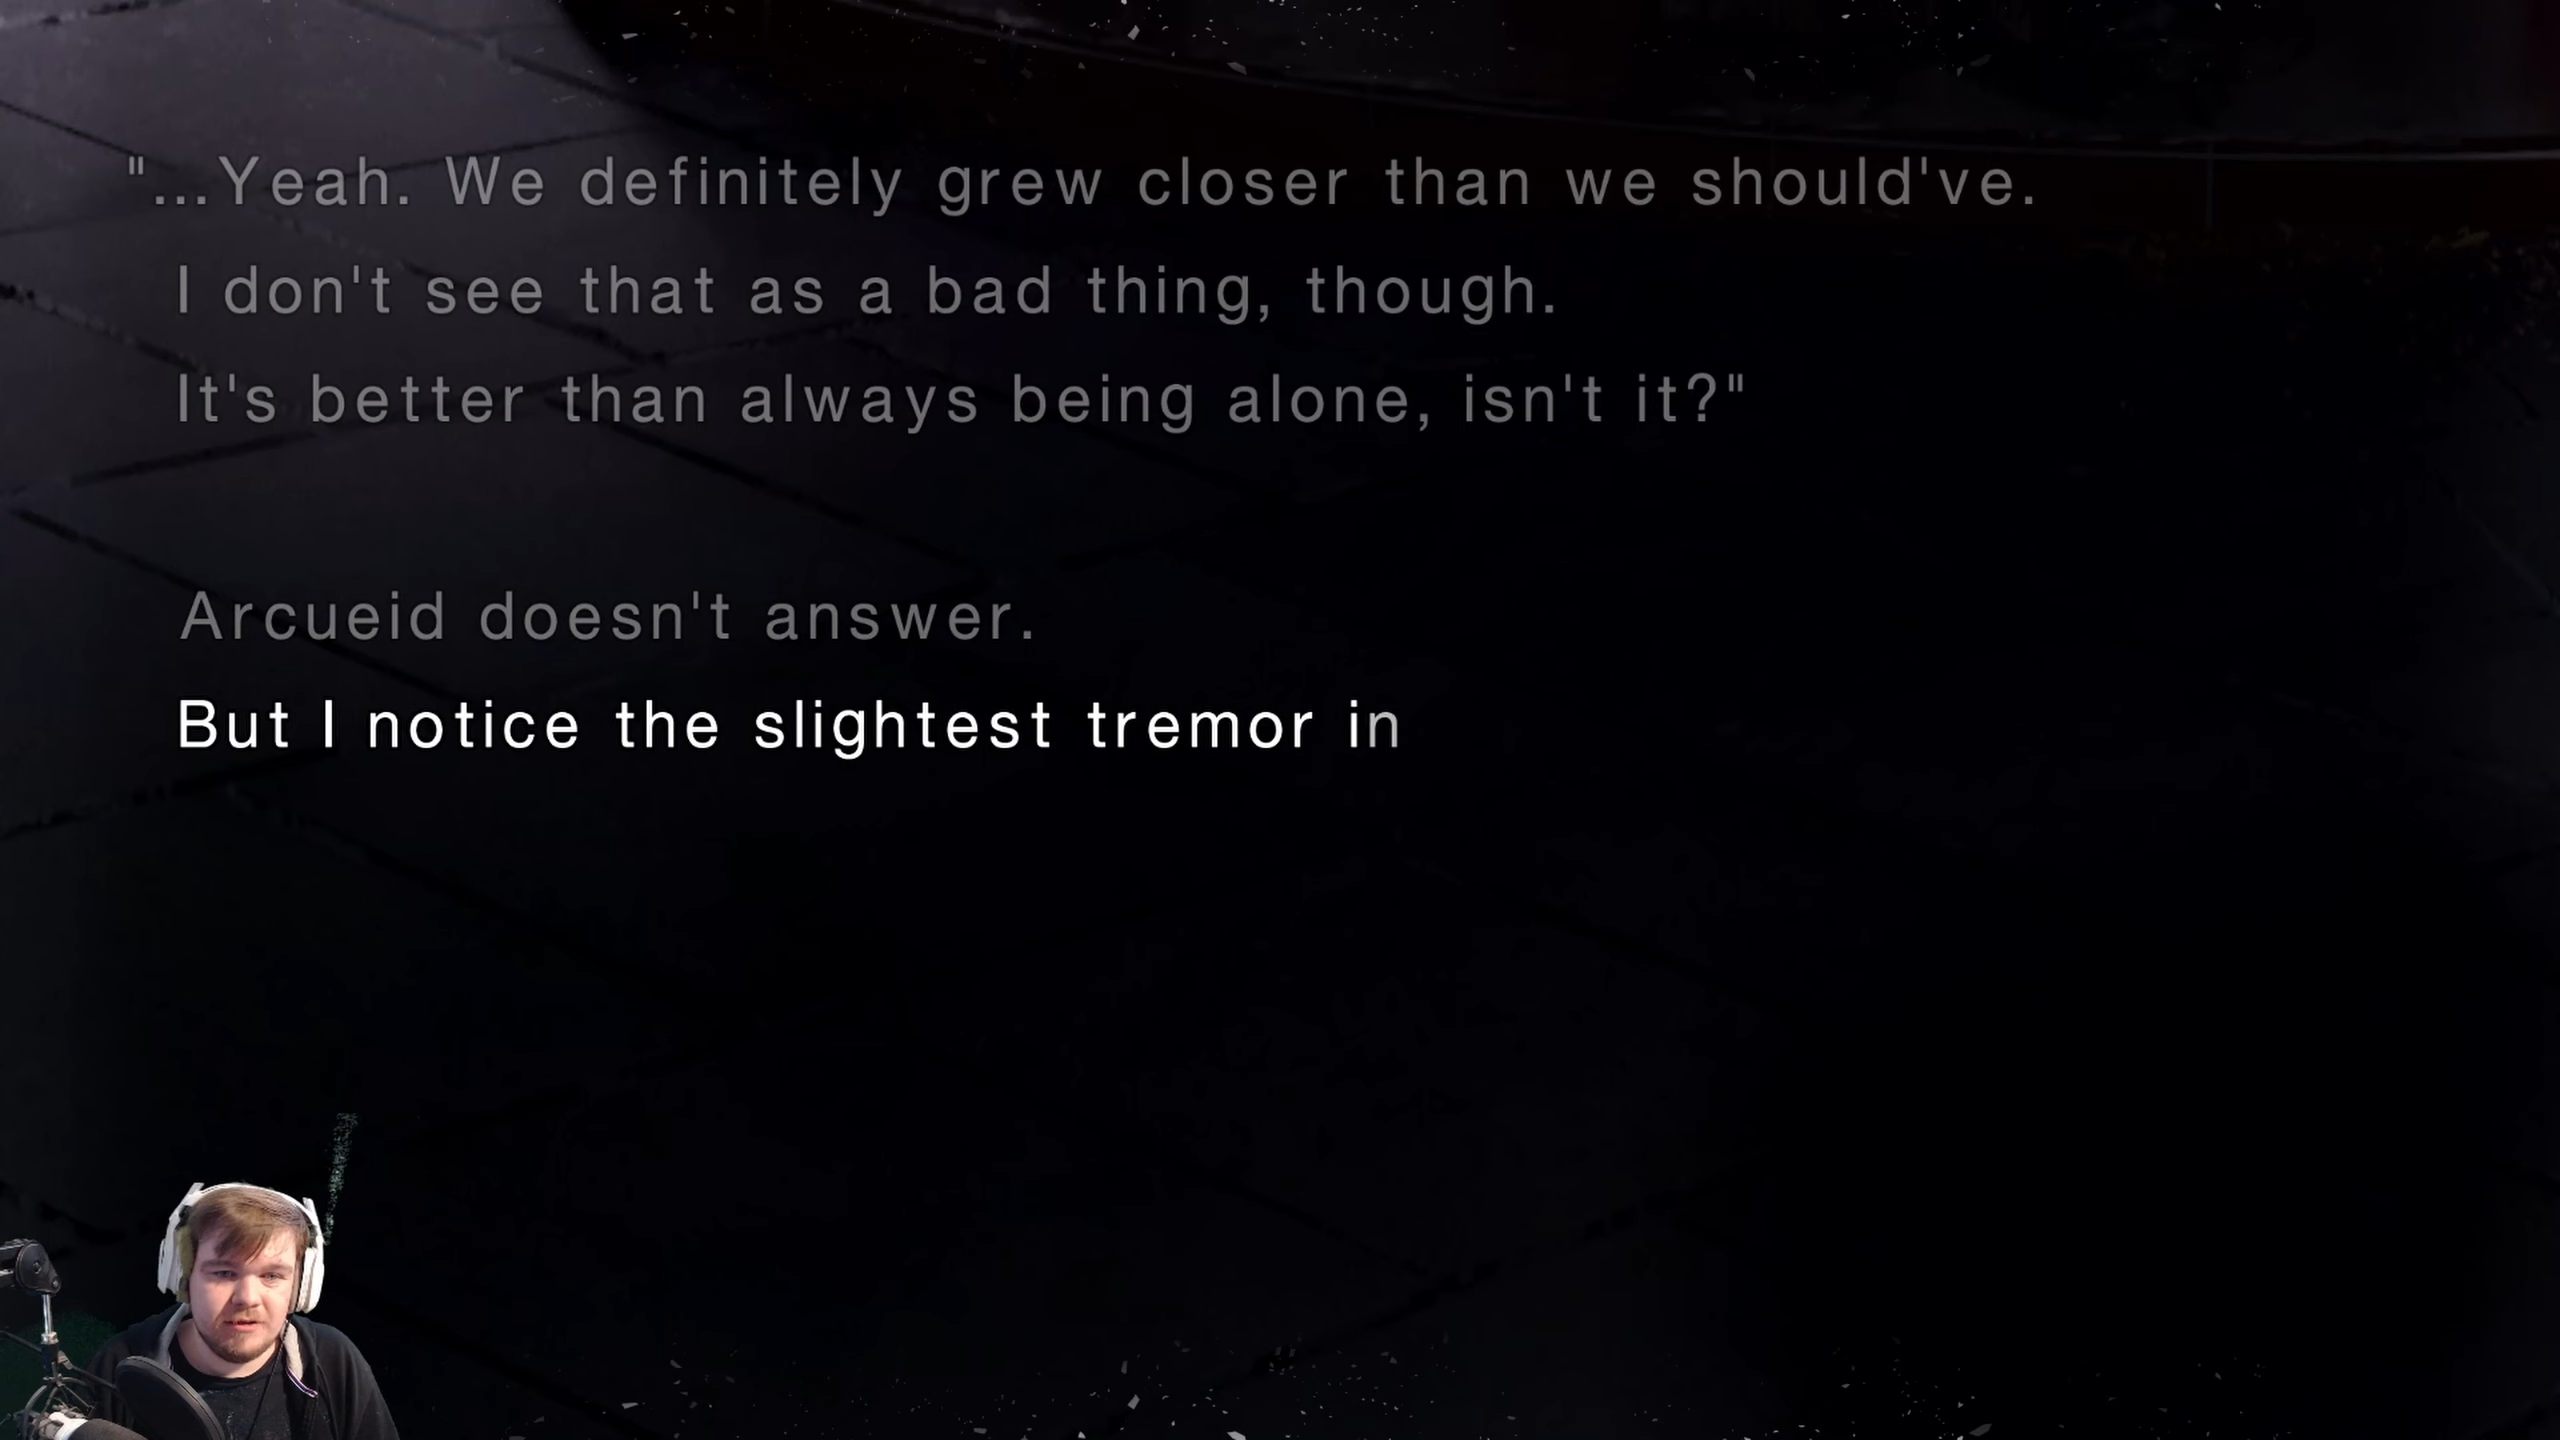 "...Yeah. We definitely grew closer than we should've.
I don't see that as a bad thing, though.
It's better than always being alone, isn't it?"
Arcueid doesn't answer.
But I notice the slightest tremor in